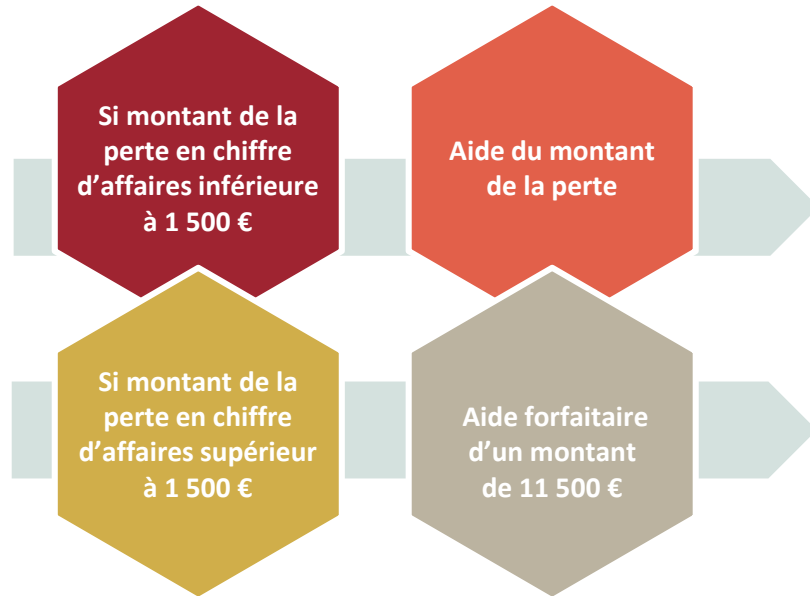 Si montant de la
perte en chiffre
d’affaires inférieure
à 1 500 €
Aide du montant
de la perte
Si montant de la
perte en chiffre
d’affaires supérieur
à 1 500 €
Aide forfaitaire
d’un montant
de 11 500 €